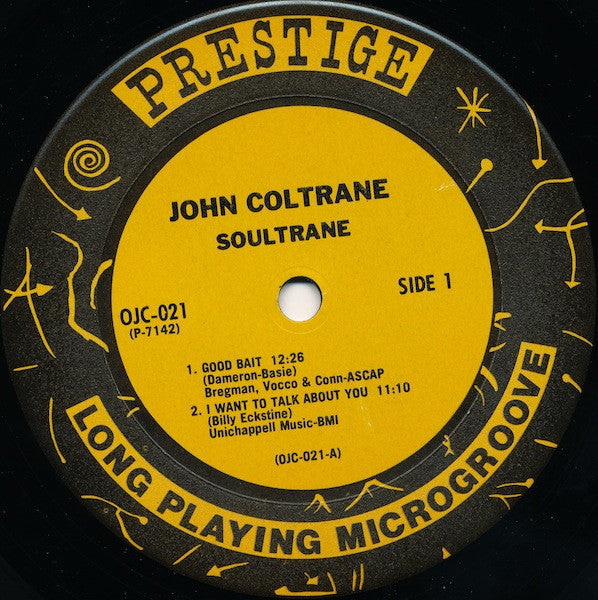 PRESTIGE
JOHN COLTRANE
SOULTRANE
OJC-021
(P-7142)
SIDE 1
1. GOOD BAIT 12:26
(Dameron-Basie)
Bregman, Vocco & Conn-ASCAP
2. I WANT TO TALK ABOUT YOU 11:10
(Billy Eckstine)
Unichappell Music-BMI
(OJC-021-A)
LONG PLAYING MICROGROOVE